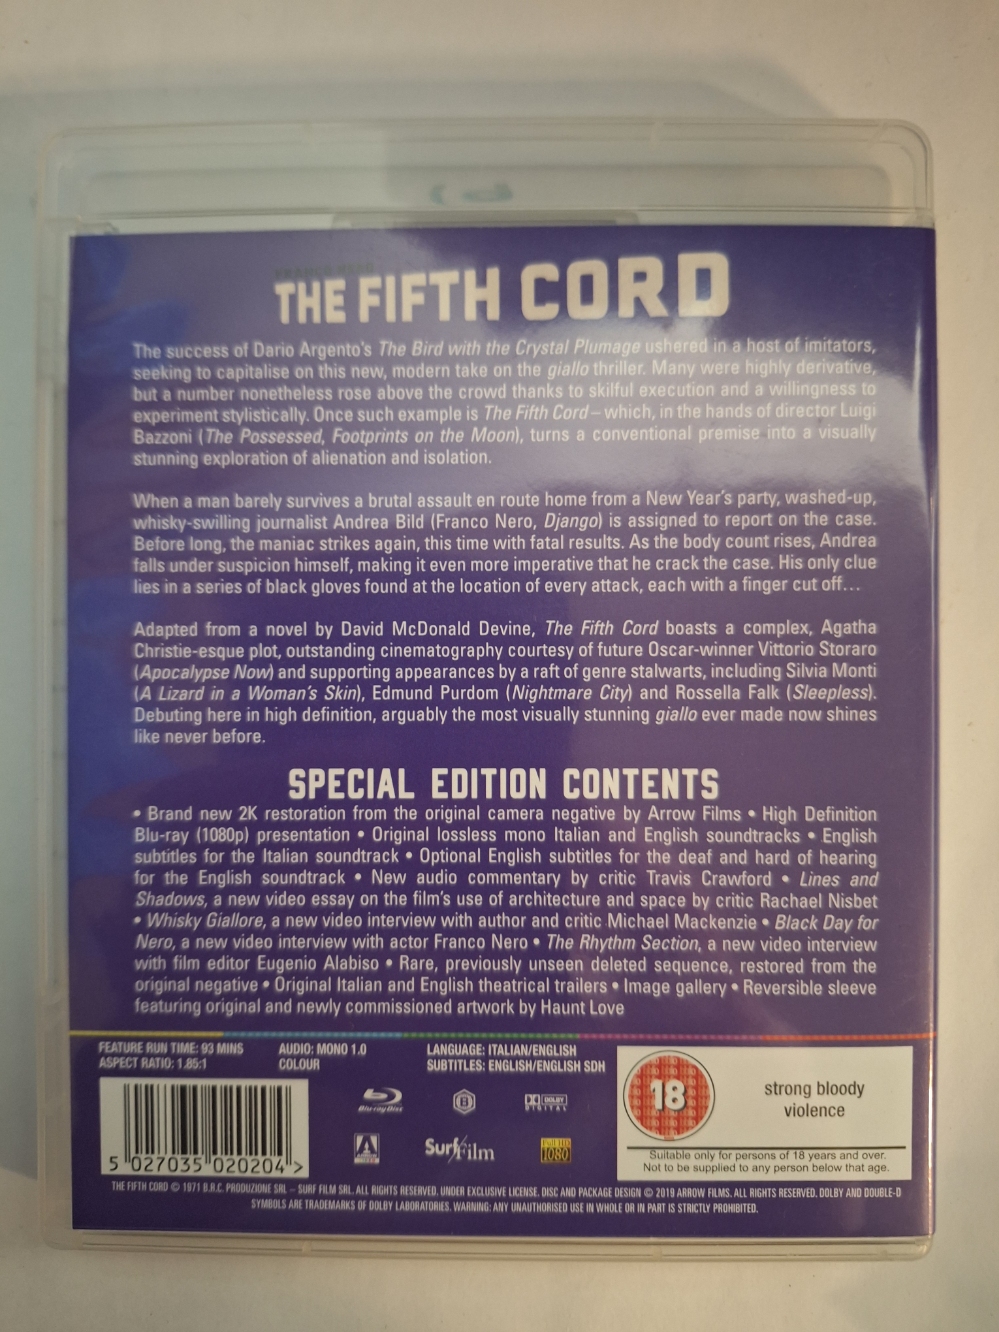 THE FIFTH CORD
The success of Dario Argento's The Bird with the Crystal Plumage ushered in a host of imitators,
seeking to capitalise on this new, modern take on the giallo thriller. Many were highly derivative,
but a number nonetheless rose above the crowd thanks to skilful execution and a willingness to
experiment stylistically. Once such example is The Fifth Cord – which, in the hands of director Luigi
Bazzoni (The Possessed, Footprints on the Moon), turns a conventional premise into a visually
stunning exploration of alienation and isolation.
When a man barely survives a brutal assault en route home from a New Year's party, washed-up,
whisky-swilling journalist Andrea Bild (Franco Nero, Django) is assigned to report on the case.
Before long, the maniac strikes again, this time with fatal results. As the body count rises, Andrea
falls under suspicion himself, making it even more imperative that he crack the case. His only clue
lies in a series of black gloves found at the location of every attack, each with a finger cut off…
Adapted from a novel by David McDonald Devine, The Fifth Cord boasts a complex, Agatha
Christie-esque plot, outstanding cinematography courtesy of future Oscar-winner Vittorio Storaro
(Apocalypse Now) and supporting appearances by a raft of genre stalwarts, including Silvia Monti
(A Lizard in a Woman's Skin), Edmund Purdom (Nightmare City) and Rossella Falk (Sleepless).
Debuting here in high definition, arguably the most visually stunning giallo ever made now shines
like never before.
SPECIAL EDITION CONTENTS
• Brand new 2K restoration from the original camera negative by Arrow Films • High Definition
Blu-ray (1080p) presentation • Original lossless mono Italian and English soundtracks • English
subtitles for the Italian soundtrack • Optional English subtitles for the deaf and hard of hearing
for the English soundtrack • New audio commentary by critic Travis Crawford • Lines and
Shadows, a new video essay on the film's use of architecture and space by critic Rachael Nisbet
• Whisky Giallore, a new video interview with author and critic Michael Mackenzie • Black Day for
Nero, a new video interview with actor Franco Nero • The Rhythm Section, a new video interview
with film editor Eugenio Alabiso • Rare, previously unseen deleted sequence, restored from the
original negative • Original Italian and English theatrical trailers • Image gallery • Reversible sleeve
featuring original and newly commissioned artwork by Haunt Love
FEATURE RUN TIME: 93 MINS AUDIO: MONO 1.0 LANGUAGE: ITALIAN/ENGLISH
ASPECT RATIO: 1.85:1 COLOUR SUBTITLES: ENGLISH/ENGLISH SDH
18 strong bloody
violence
Blu-ray Disc B DOLBY
DIGITAL
ARROW Surf Film Full HD
1080
5 027035 020204 >
Suitable only for persons of 18 years and over.
Not to be supplied to any person below that age.
THE FIFTH CORD © 1971 B.R.C. PRODUZIONE SRL – SURF FILM SRL. ALL RIGHTS RESERVED. UNDER EXCLUSIVE LICENSE. DISC AND PACKAGE DESIGN © 2019 ARROW FILMS. ALL RIGHTS RESERVED. DOLBY AND DOUBLE-D
SYMBOLS ARE TRADEMARKS OF DOLBY LABORATORIES. WARNING: ANY UNAUTHORISED USE IN WHOLE OR IN PART IS STRICTLY PROHIBITED.